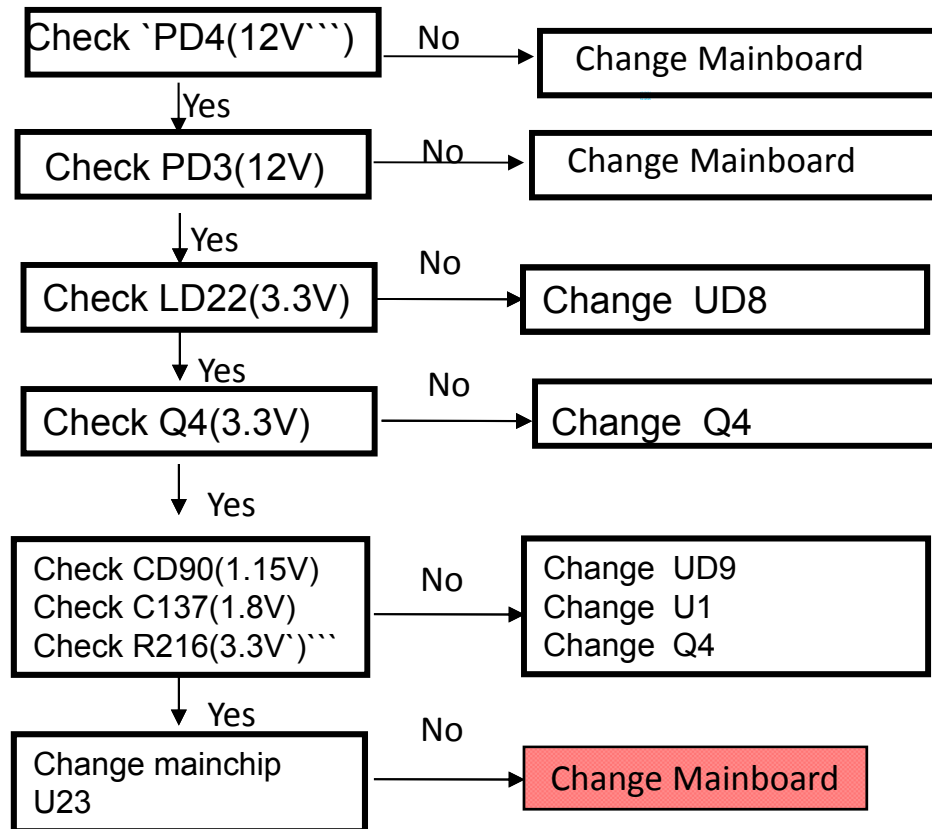 Check `PD4(12V```)
No
Change Mainboard
Yes
Check PD3(12V)
No
Change Mainboard
Yes
Check LD22(3.3V)
No
Change UD8
Yes
Check Q4(3.3V)
No
Change Q4
Yes
Check CD90(1.15V)
Check C137(1.8V)
Check R216(3.3V`)```
No
Change UD9
Change U1
Change Q4
Yes
Change mainchip
U23
No
Change Mainboard